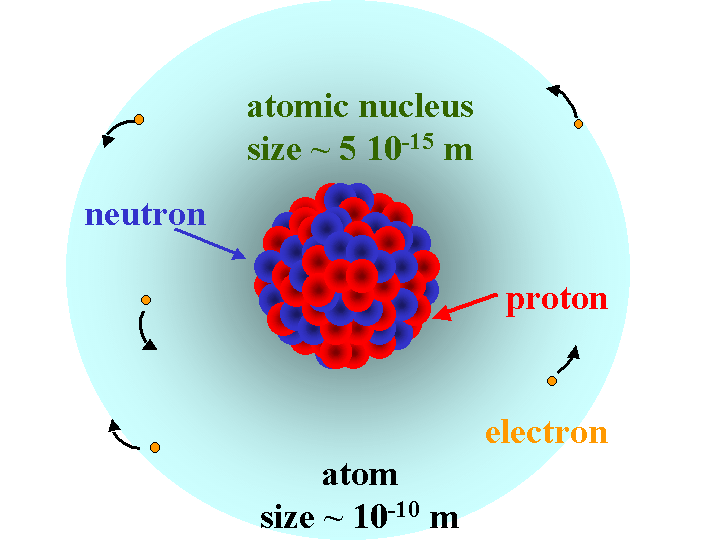 atomic nucleus
size ~ 5 10⁻¹⁵ m
neutron
proton
electron
atom
size ~ 10⁻¹⁰ m